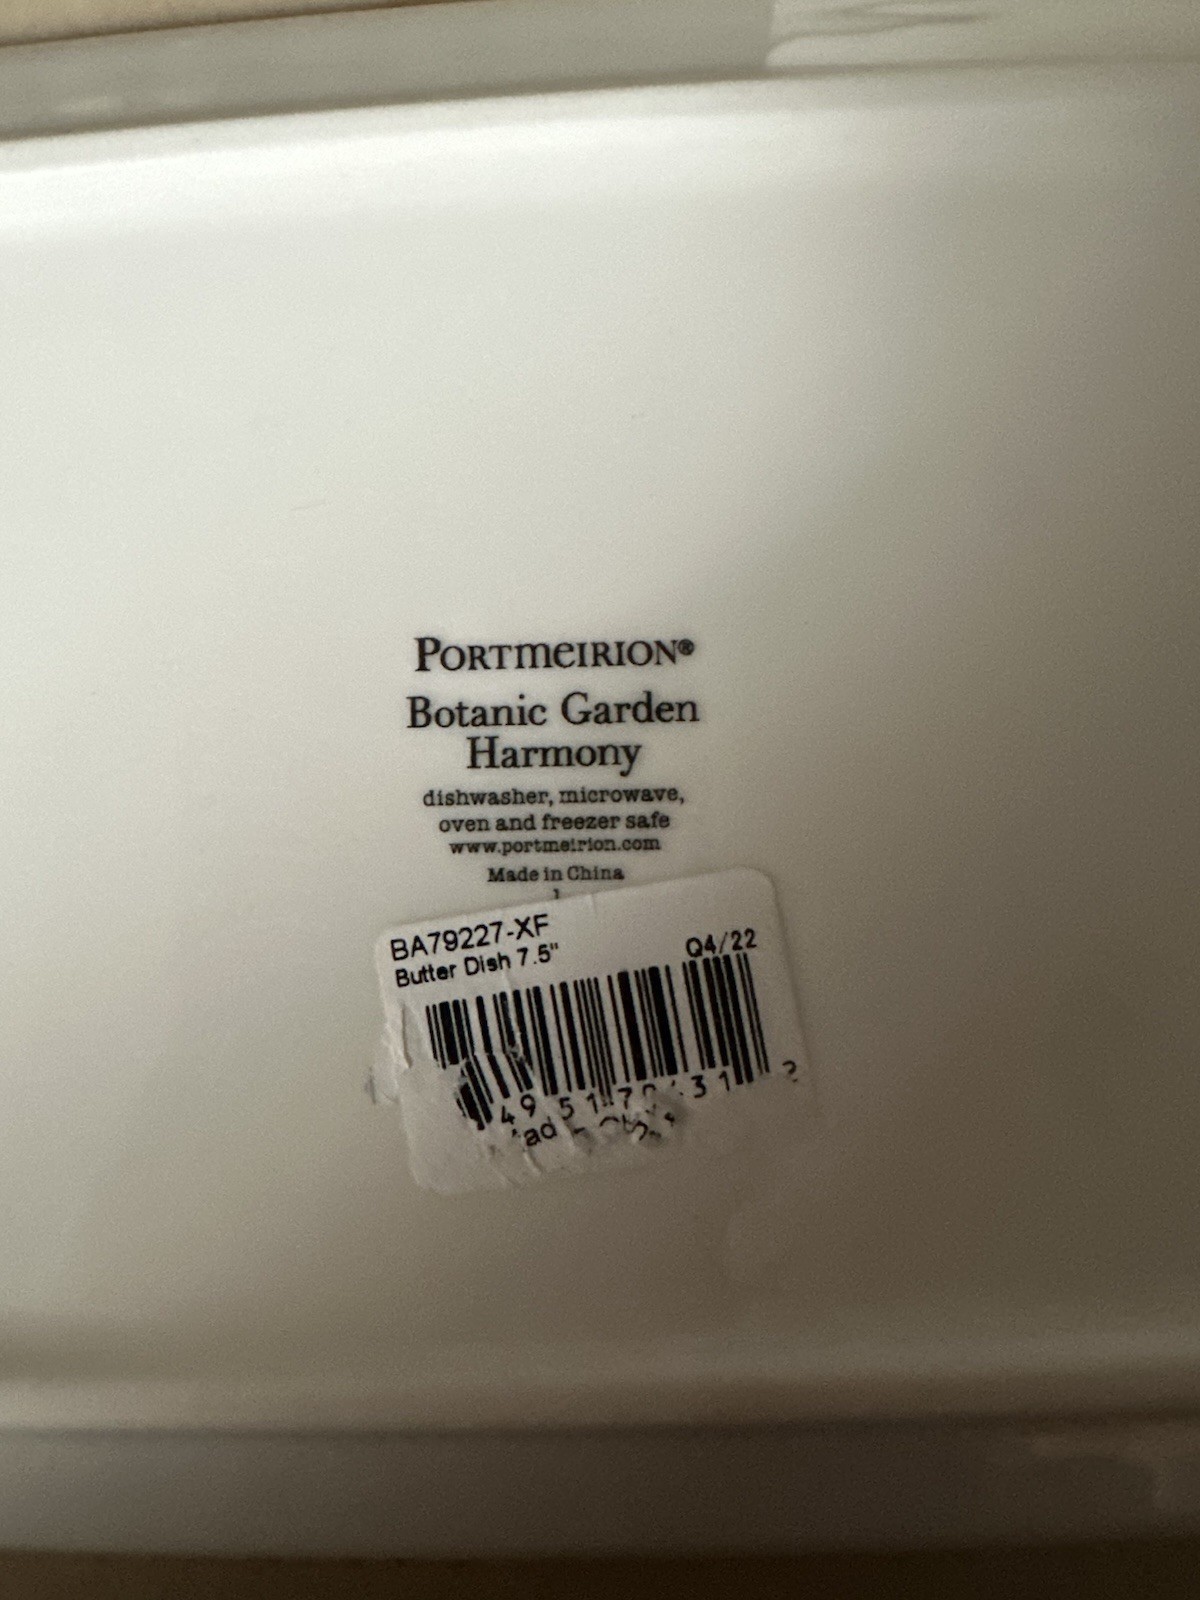 PORTMEIRION®
Botanic Garden
Harmony
dishwasher, microwave,
oven and freezer safe
www.portmeirion.com
Made in China
1
BA79227-XF
Butter Dish 7.5"
Q4/22